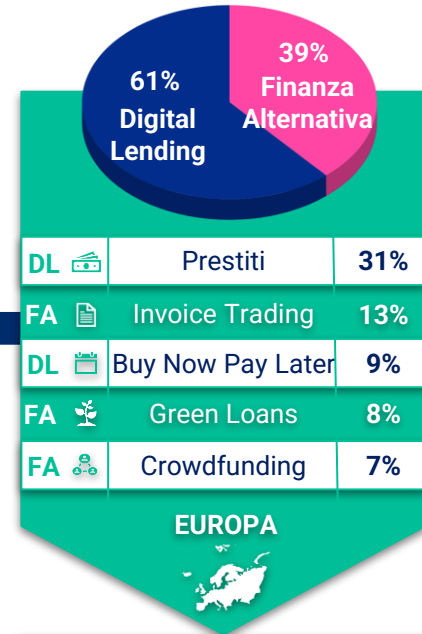 39%
61%
Finanza
Digital
Alternativa
Lending
DL Prestiti 31%
FA Invoice Trading 13%
DL Buy Now Pay Later 9%
FA Green Loans 8%
FA Crowdfunding 7%
EUROPA